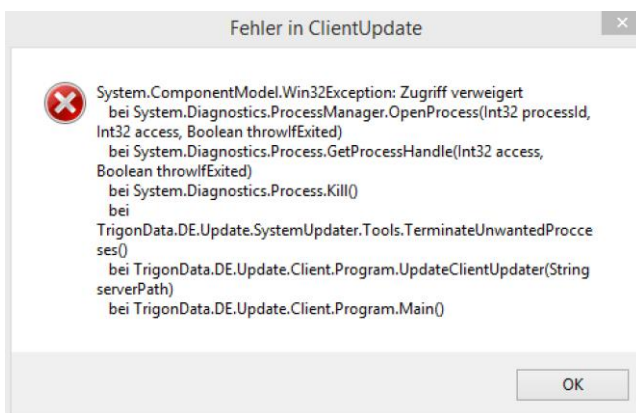 Fehler in ClientUpdate
System.ComponentModel.Win32Exception: Zugriff verweigert
bei System.Diagnostics.ProcessManager.OpenProcess(Int32 processId,
Int32 access, Boolean throwIfExited)
bei System.Diagnostics.Process.GetProcessHandle(Int32 access,
Boolean throwIfExited)
bei System.Diagnostics.Process.Kill()
bei
TrigonData.DE.Update.SystemUpdater.Tools.TerminateUnwantedProcce
ses()
bei TrigonData.DE.Update.Client.Program.UpdateClientUpdater(String
serverPath)
bei TrigonData.DE.Update.Client.Program.Main()
OK